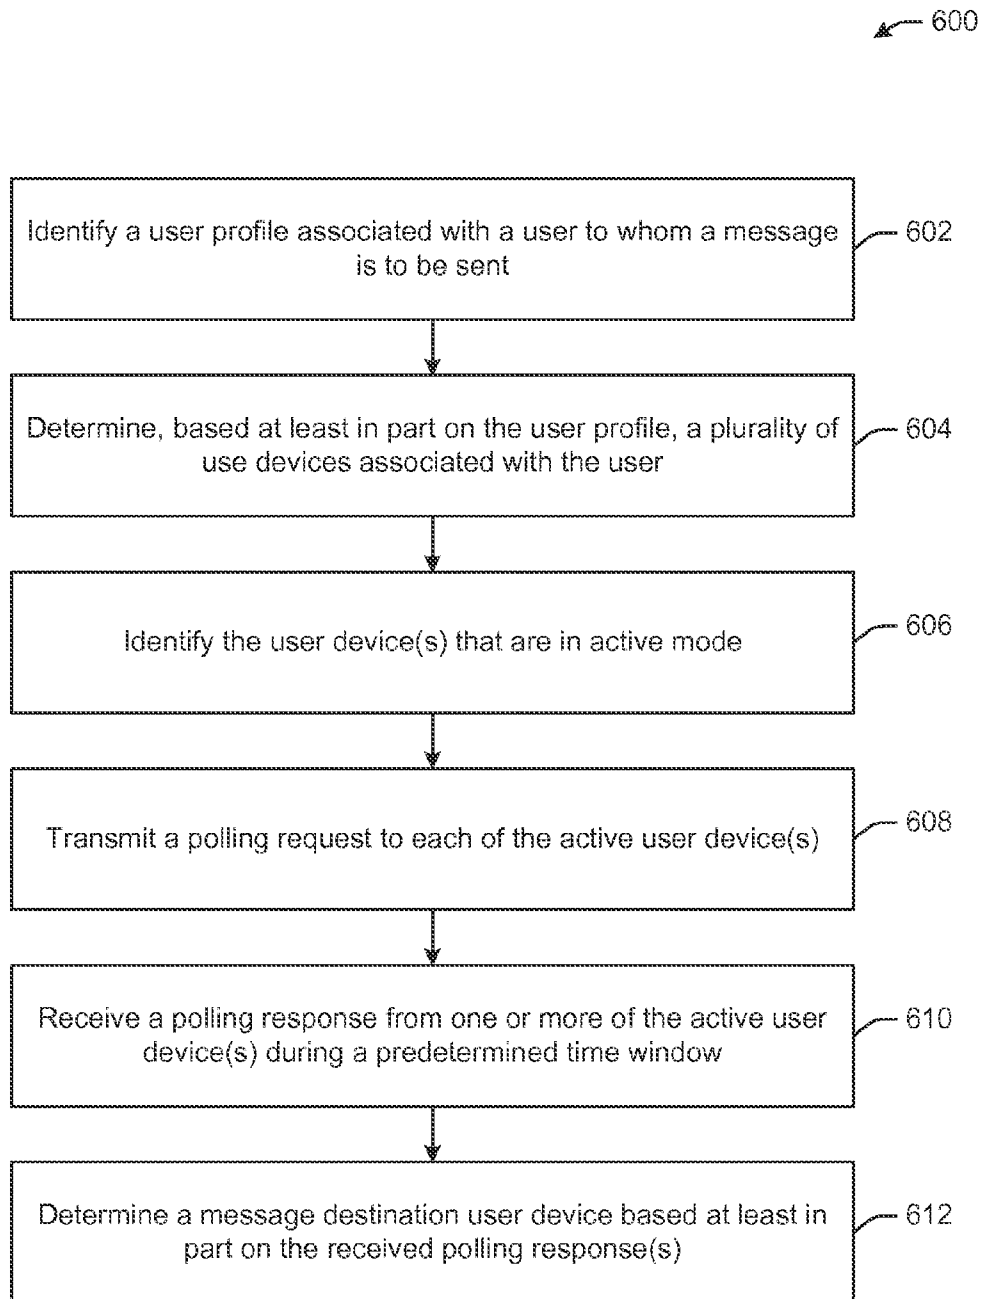 600
Identify a user profile associated with a user to whom a message
is to be sent
602
Determine, based at least in part on the user profile, a plurality of
use devices associated with the user
604
Identify the user device(s) that are in active mode
606
Transmit a polling request to each of the active user device(s)
608
Receive a polling response from one or more of the active user
device(s) during a predetermined time window
610
Determine a message destination user device based at least in
part on the received polling response(s)
612